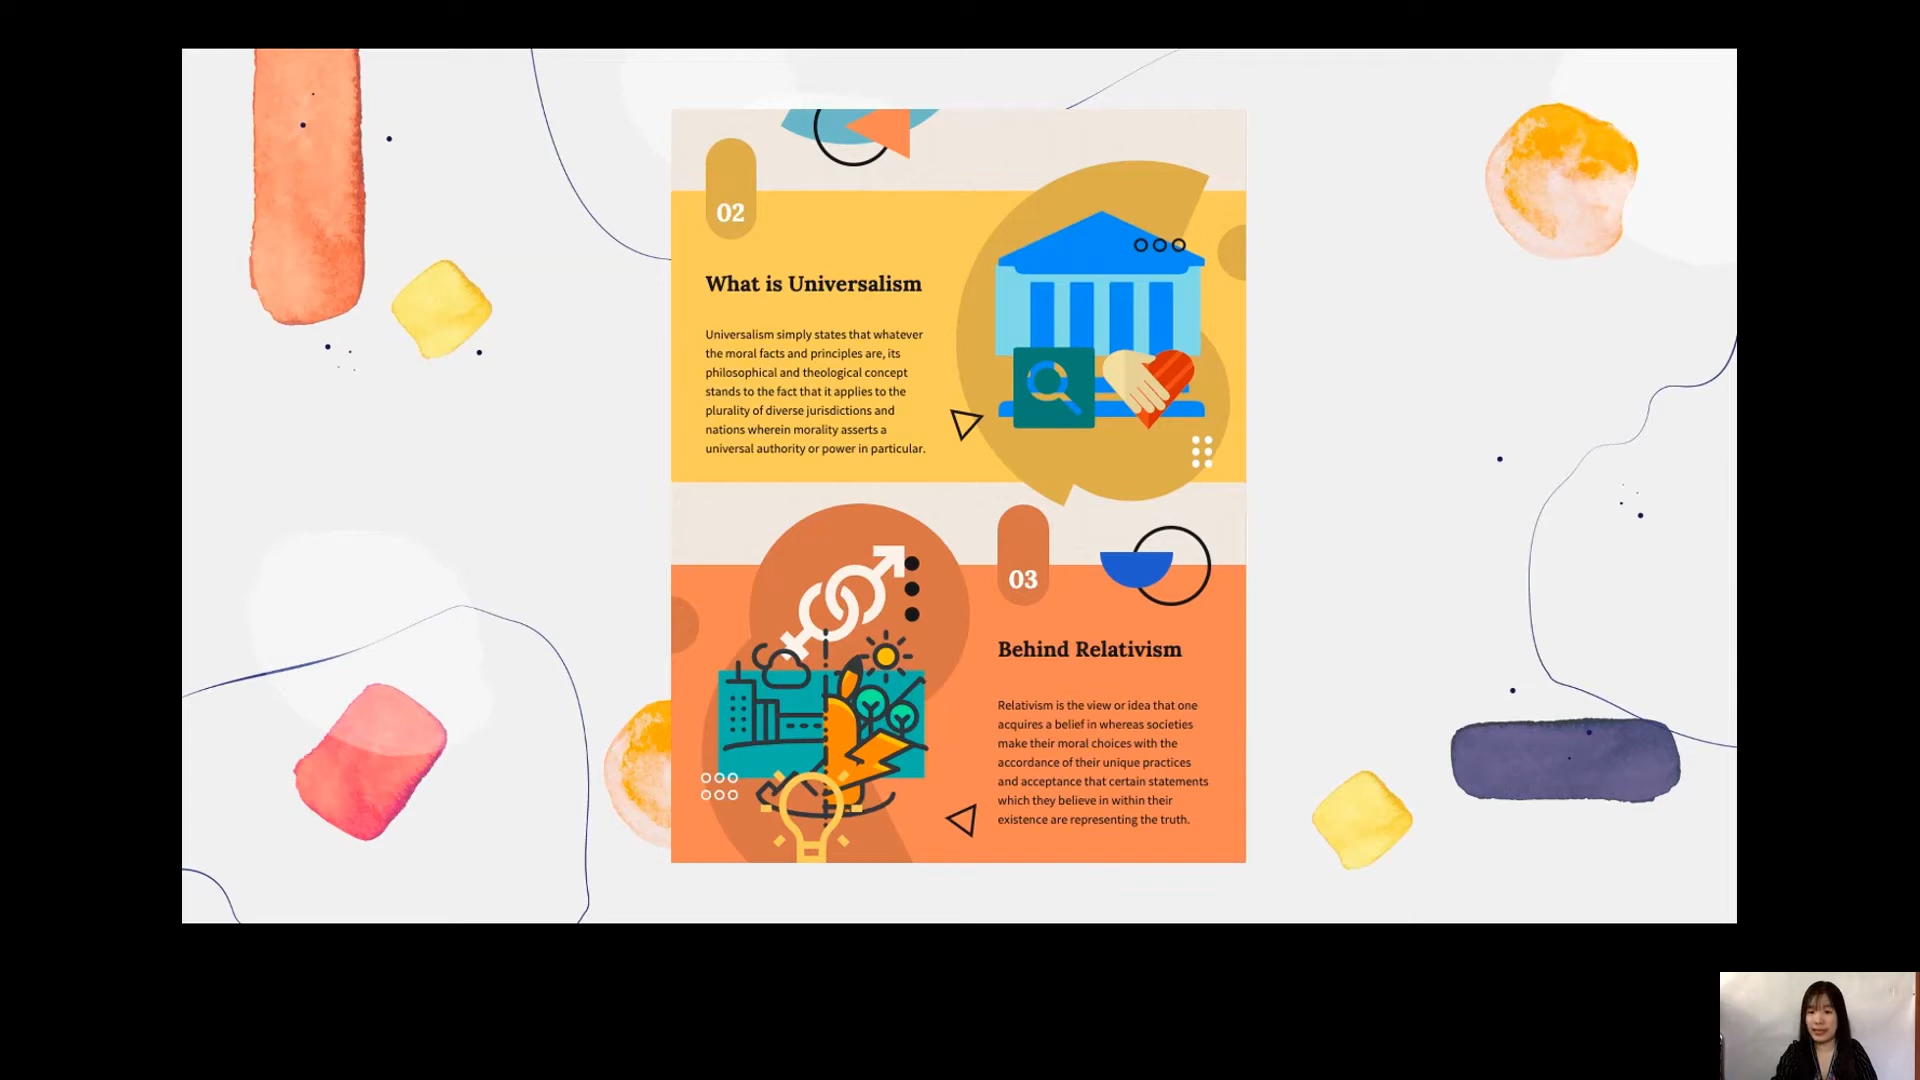 02
What is Universalism
Universalism simply states that whatever
the moral facts and principles are, its
philosophical and theological concept
stands to the fact that it applies to the
plurality of diverse jurisdictions and
nations wherein morality asserts a
universal authority or power in particular.
03
Behind Relativism
Relativism is the view or idea that one
acquires a belief in whereas societies
make their moral choices with the
accordance of their unique practices
and acceptance that certain statements
which they believe in within their
existence are representing the truth.